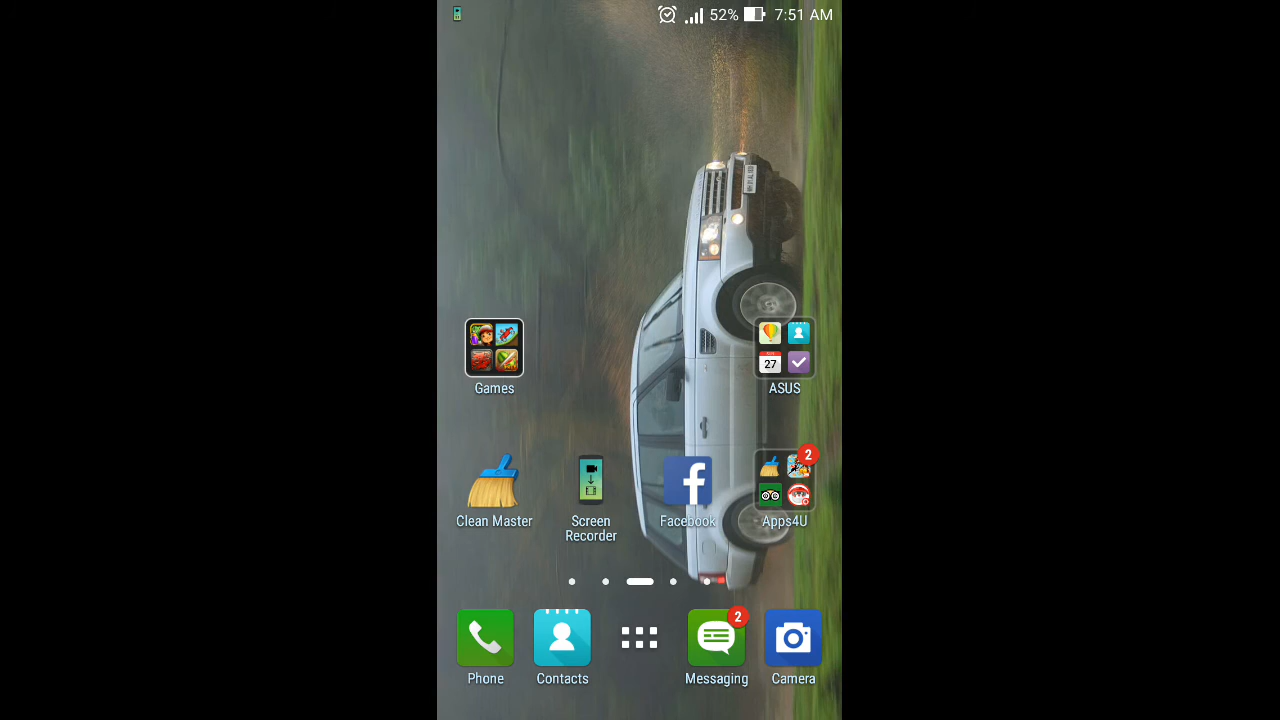 52% 7:51 AM
27
Games
ASUS
2
Clean Master
Screen
Recorder
Facebook
Apps4U
2
Phone
Contacts
Messaging
Camera